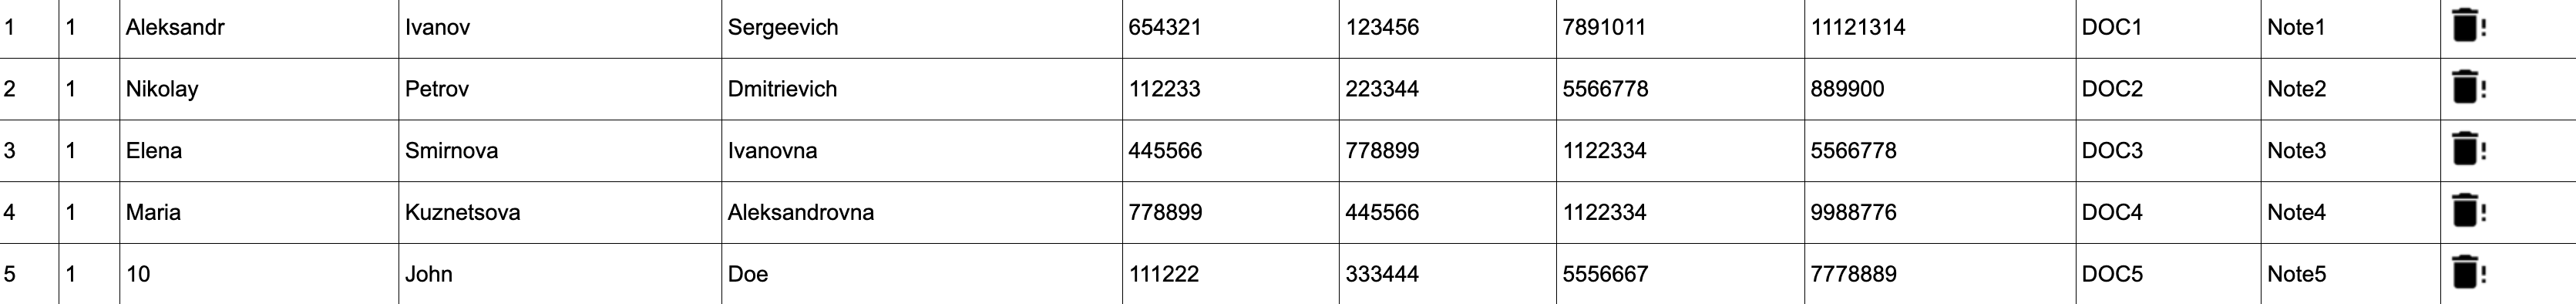 1 1 Aleksandr Ivanov Sergeevich 654321 123456 7891011 11121314 DOC1 Note1 !
2 1 Nikolay Petrov Dmitrievich 112233 223344 5566778 889900 DOC2 Note2 !
3 1 Elena Smirnova Ivanovna 445566 778899 1122334 5566778 DOC3 Note3 !
4 1 Maria Kuznetsova Aleksandrovna 778899 445566 1122334 9988776 DOC4 Note4 !
5 1 10 John Doe 111222 333444 5556667 7778889 DOC5 Note5 !